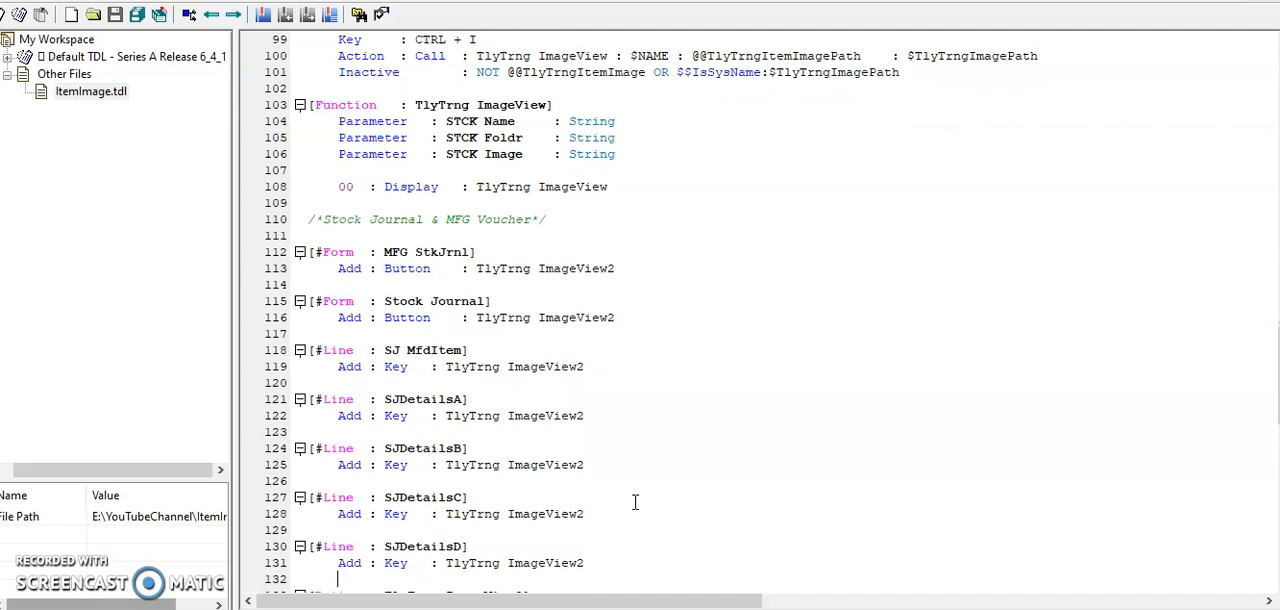 My Workspace
Default TDL - Series A Release 6_4_1
Other Files
ItemImage.tdl
Name Value
File Path E:\YouTubeChannel\ItemIr
RECORDED WITH
SCREENCAST MATIC
99 Key : CTRL + I
100 Action : Call : TlyTrng ImageView : $NAME : @@TlyTrngItemImagePath : $TlyTrngImagePath
101 Inactive : NOT @@TlyTrngItemImage OR $$IsSysName:$TlyTrngImagePath
102
103 [Function : TlyTrng ImageView]
104 Parameter : STCK Name : String
105 Parameter : STCK Foldr : String
106 Parameter : STCK Image : String
107
108 00 : Display : TlyTrng ImageView
109
110 /*Stock Journal & MFG Voucher*/
111
112 [#Form : MFG StkJrnl]
113 Add : Button : TlyTrng ImageView2
114
115 [#Form : Stock Journal]
116 Add : Button : TlyTrng ImageView2
117
118 [#Line : SJ MfdItem]
119 Add : Key : TlyTrng ImageView2
120
121 [#Line : SJDetailsA]
122 Add : Key : TlyTrng ImageView2
123
124 [#Line : SJDetailsB]
125 Add : Key : TlyTrng ImageView2
126
127 [#Line : SJDetailsC]
128 Add : Key : TlyTrng ImageView2
129
130 [#Line : SJDetailsD]
131 Add : Key : TlyTrng ImageView2
132